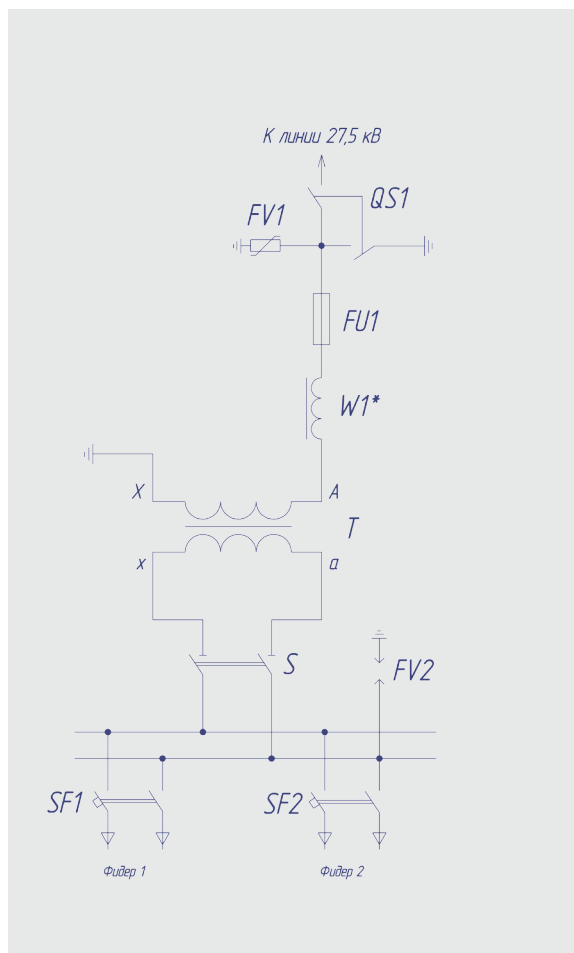 К линии 27,5 кВ
QS1
FV1
FU1
W1*
X
A
T
x
a
S
FV2
SF1
SF2
Фидер 1
Фидер 2